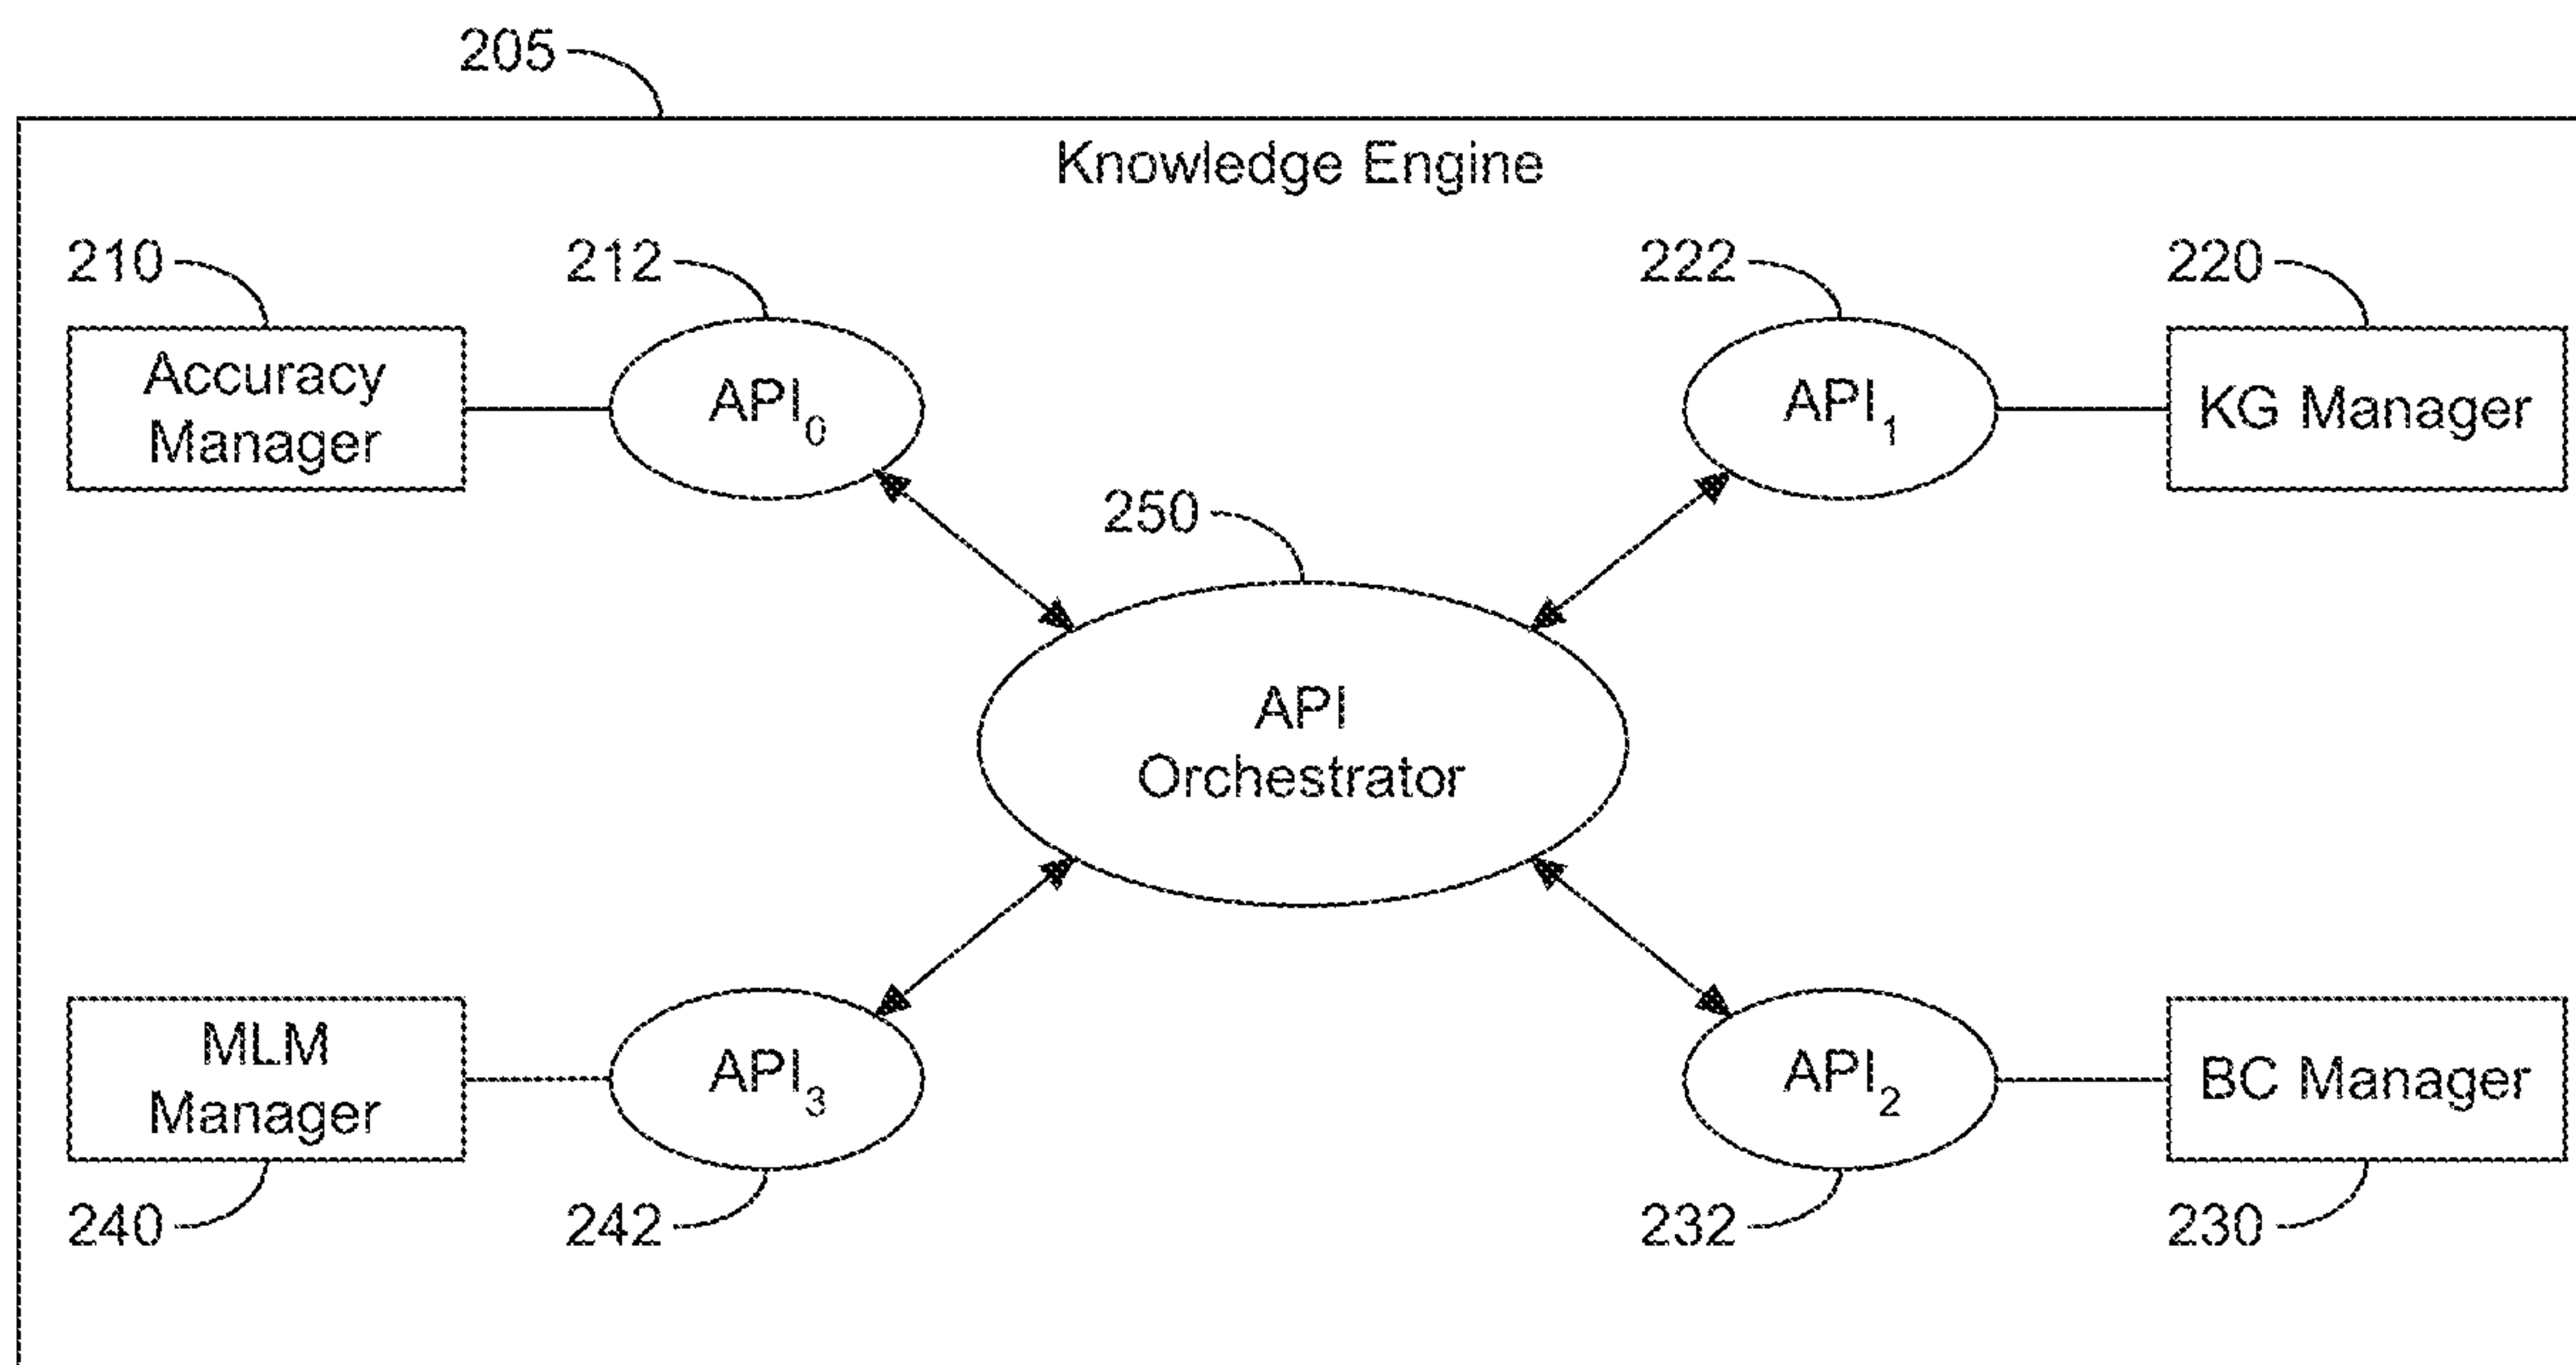 205
Knowledge Engine
210
212
222
220
Accuracy
Manager
API₀
API₁
KG Manager
250
API
Orchestrator
MLM
Manager
API₃
API₂
BC Manager
240
242
232
230